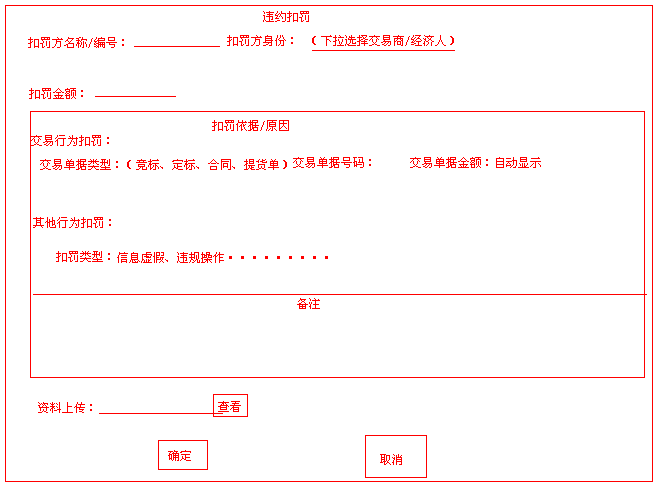 违约扣罚
扣罚方名称/编号： 扣罚方身份： （下拉选择交易商/经济人）
扣罚金额：
扣罚依据/原因
交易行为扣罚：
交易单据类型：（竞标、定标、合同、提货单） 交易单据号码： 交易单据金额：自动显示
其他行为扣罚：
扣罚类型：信息虚假、违规操作·········
备注
资料上传： 查看
确定 取消